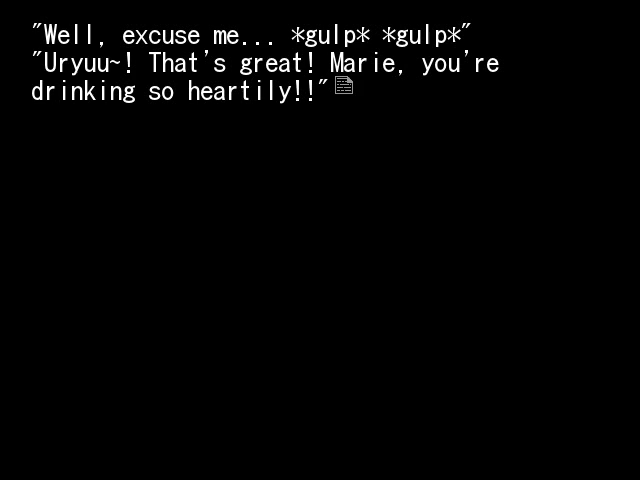 "Well, excuse me... *gulp* *gulp*"
"Uryuu~! That's great! Marie, you're
drinking so heartily!!"